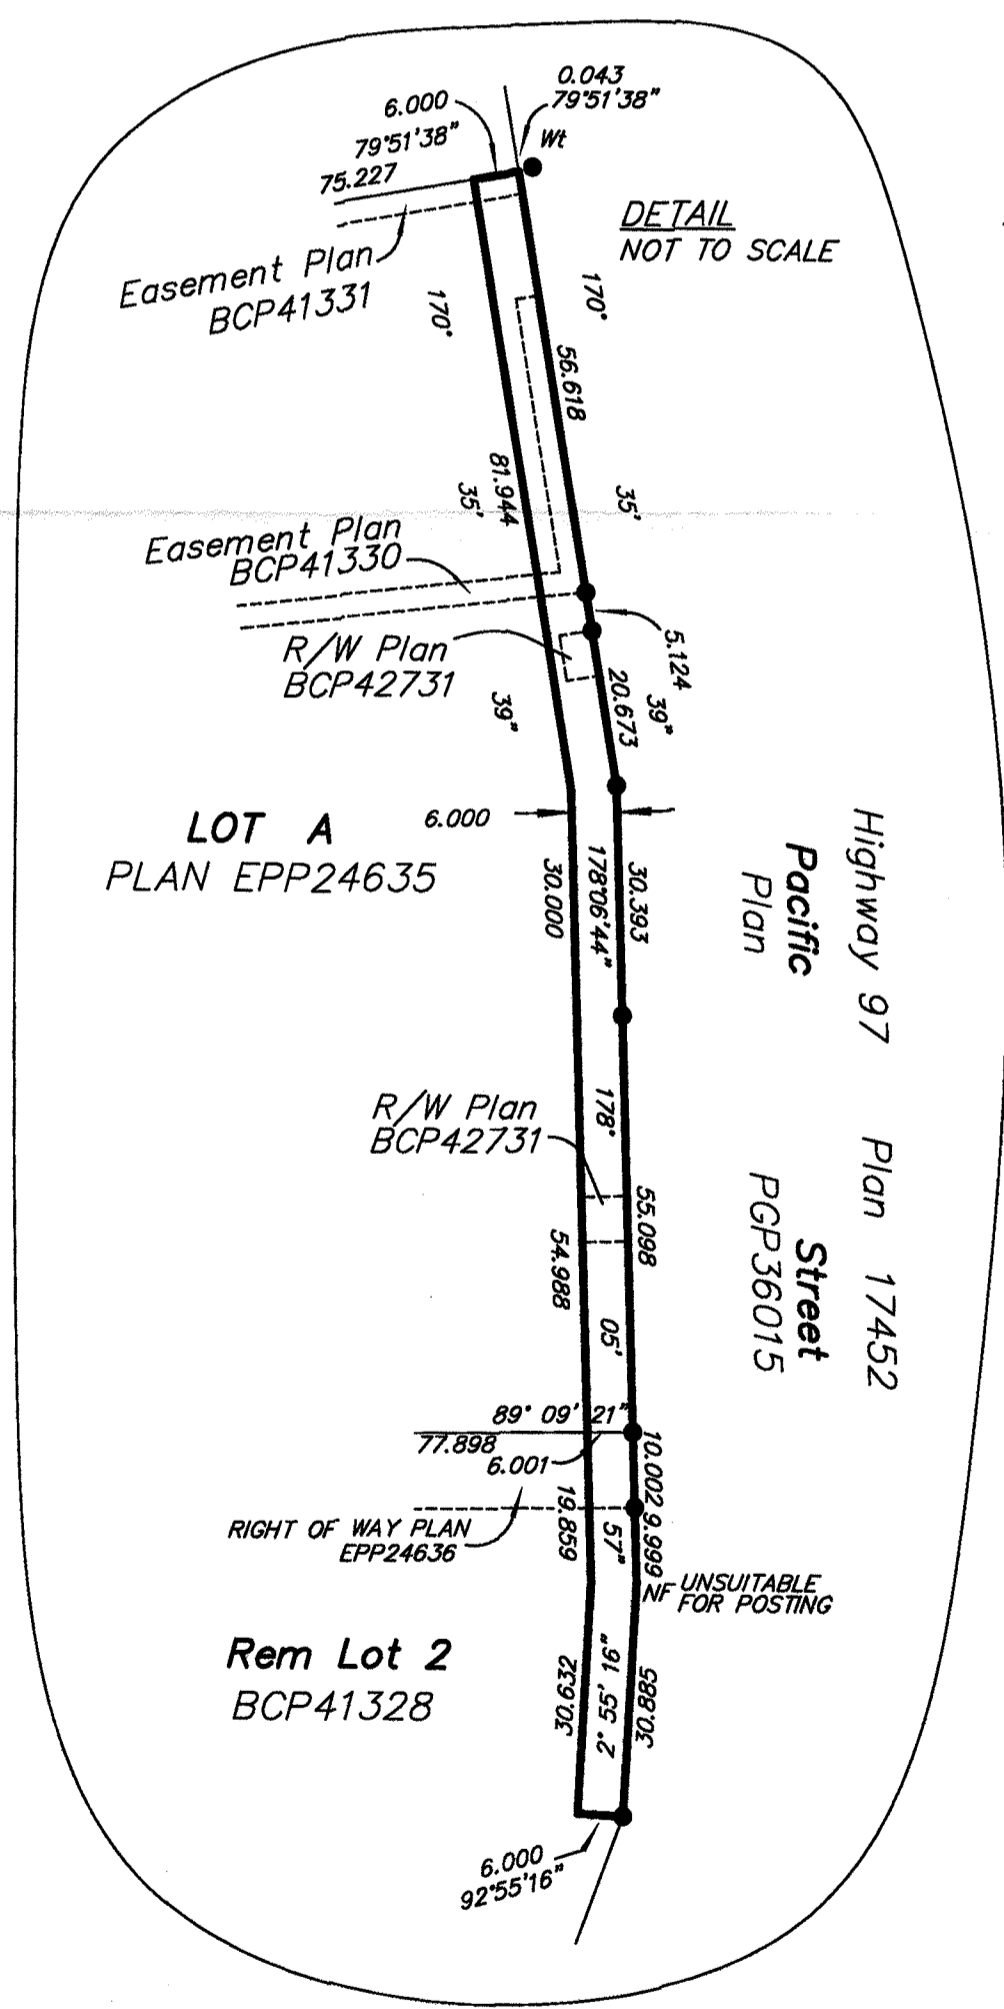 0.043
79°51'38"
6.000
79°51'38"
75.227
Wt
DETAIL
NOT TO SCALE
Easement Plan
BCP41331
170°
170°
56.618
81.944
35'
35'
Easement Plan
BCP41330
R/W Plan
BCP42731
5.124
20.673
39"
39"
LOT A
PLAN EPP24635
6.000
30.000
178°06'44"
30.393
Highway 97 Plan 17452
Pacific Street
Plan PGP36015
R/W Plan
BCP42731
178°
55.098
54.988
05'
89° 09' 21"
77.898
6.001
10.002
9.999
19.859
57"
RIGHT OF WAY PLAN
EPP24636
NF UNSUITABLE
FOR POSTING
Rem Lot 2
BCP41328
30.632
2° 55' 16"
30.885
6.000
92°55'16"